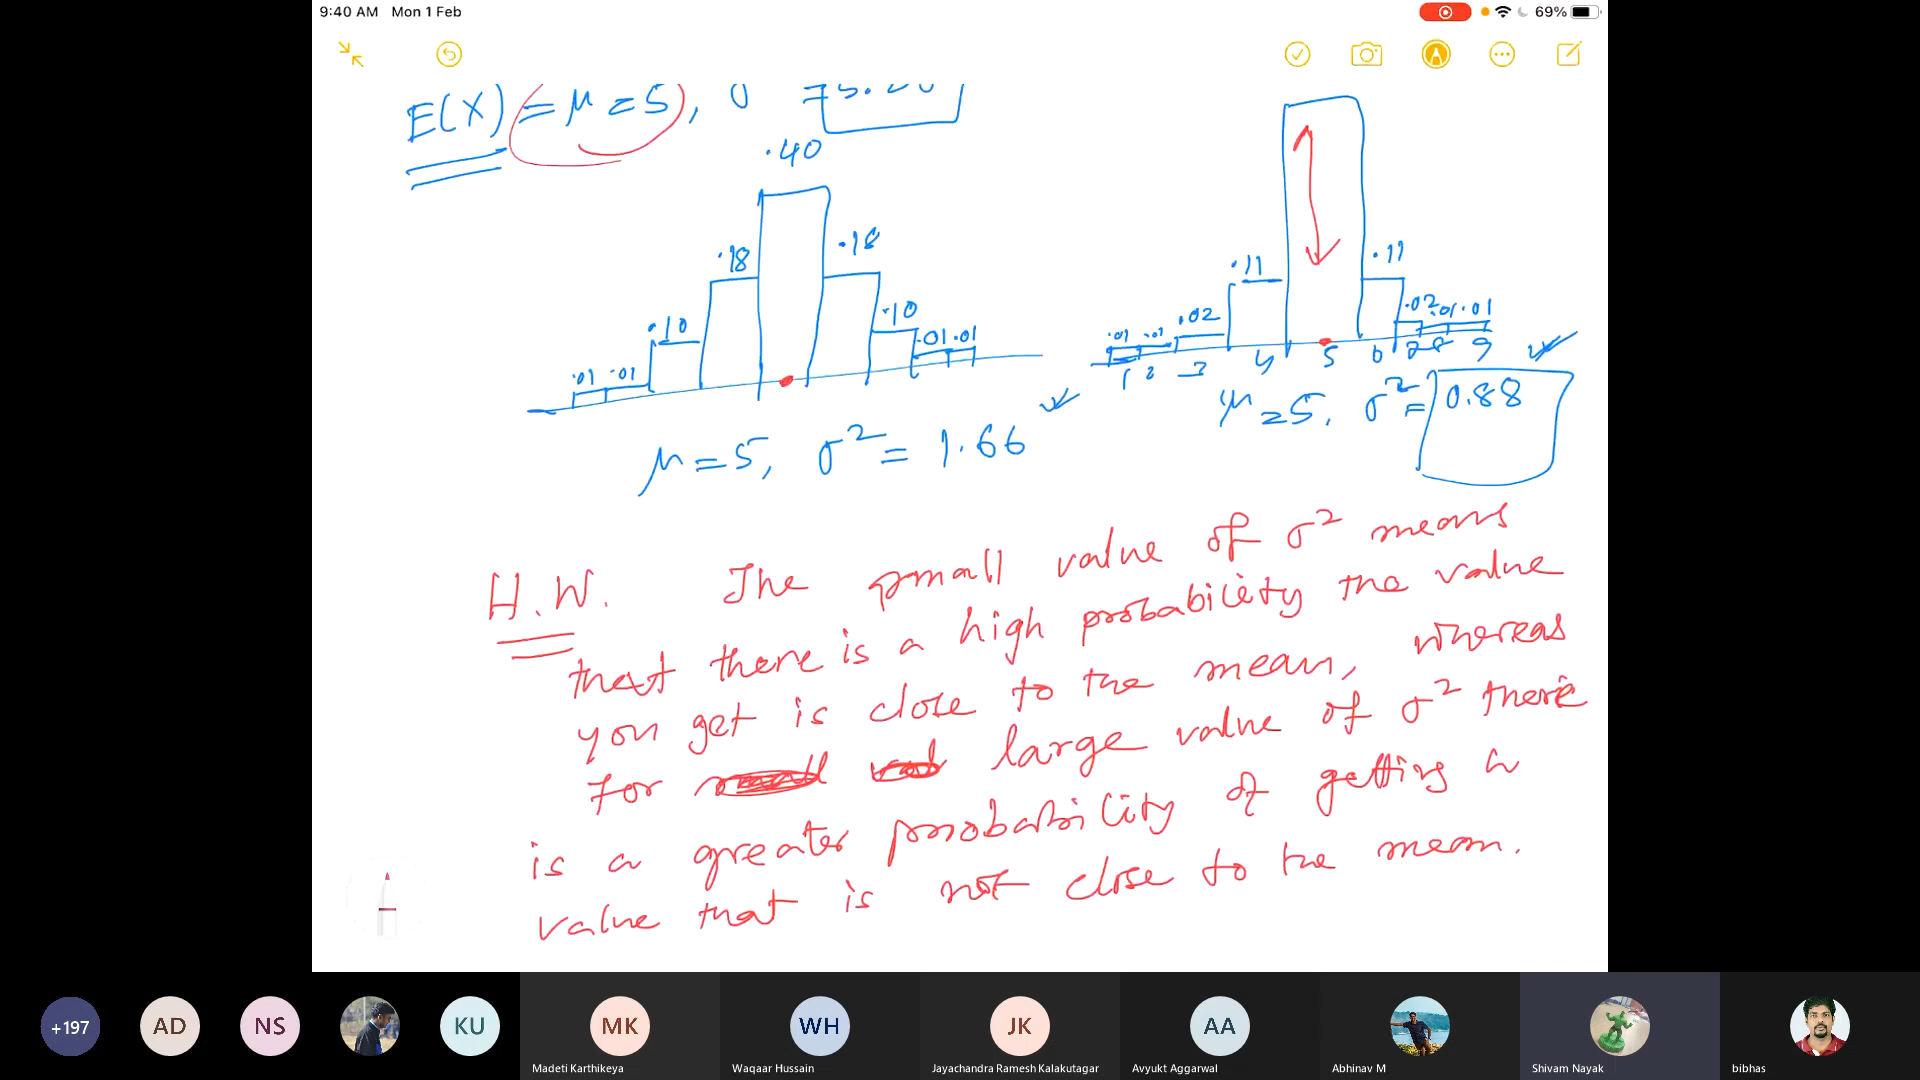 9:40 AM Mon 1 Feb
69%
E(X) = μ = 5,
.40
.18
.18
.10
.10
.01 .01
.01 .01
μ = 5, σ² = 1.66
.11
.11
.01 .01 .02
.02 .01 .01
1 2 3 4 5 6 7 8 9
μ = 5, σ² = 0.88
H.W. The small value of σ² means
that there is a high probability the value
you get is close to the mean, whereas
for large value of σ² there
is a greater probability of getting a
value that is not close to the mean.
+197
AD
NS
KU
MK
WH
JK
AA
Madeti Karthikeya
Waqaar Hussain
Jayachandra Ramesh Kalakutagar
Avyukt Aggarwal
Abhinav M
Shivam Nayak
bibhas